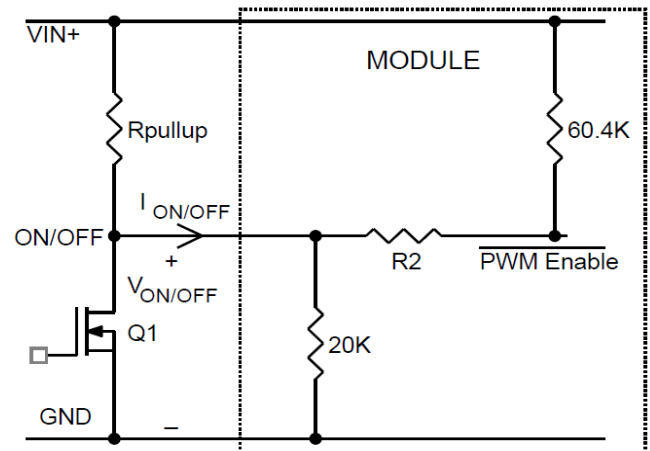 VIN+
MODULE
Rpullup
60.4K
I ON/OFF
ON/OFF
+
R2
PWM Enable
V ON/OFF
Q1
20K
GND
–